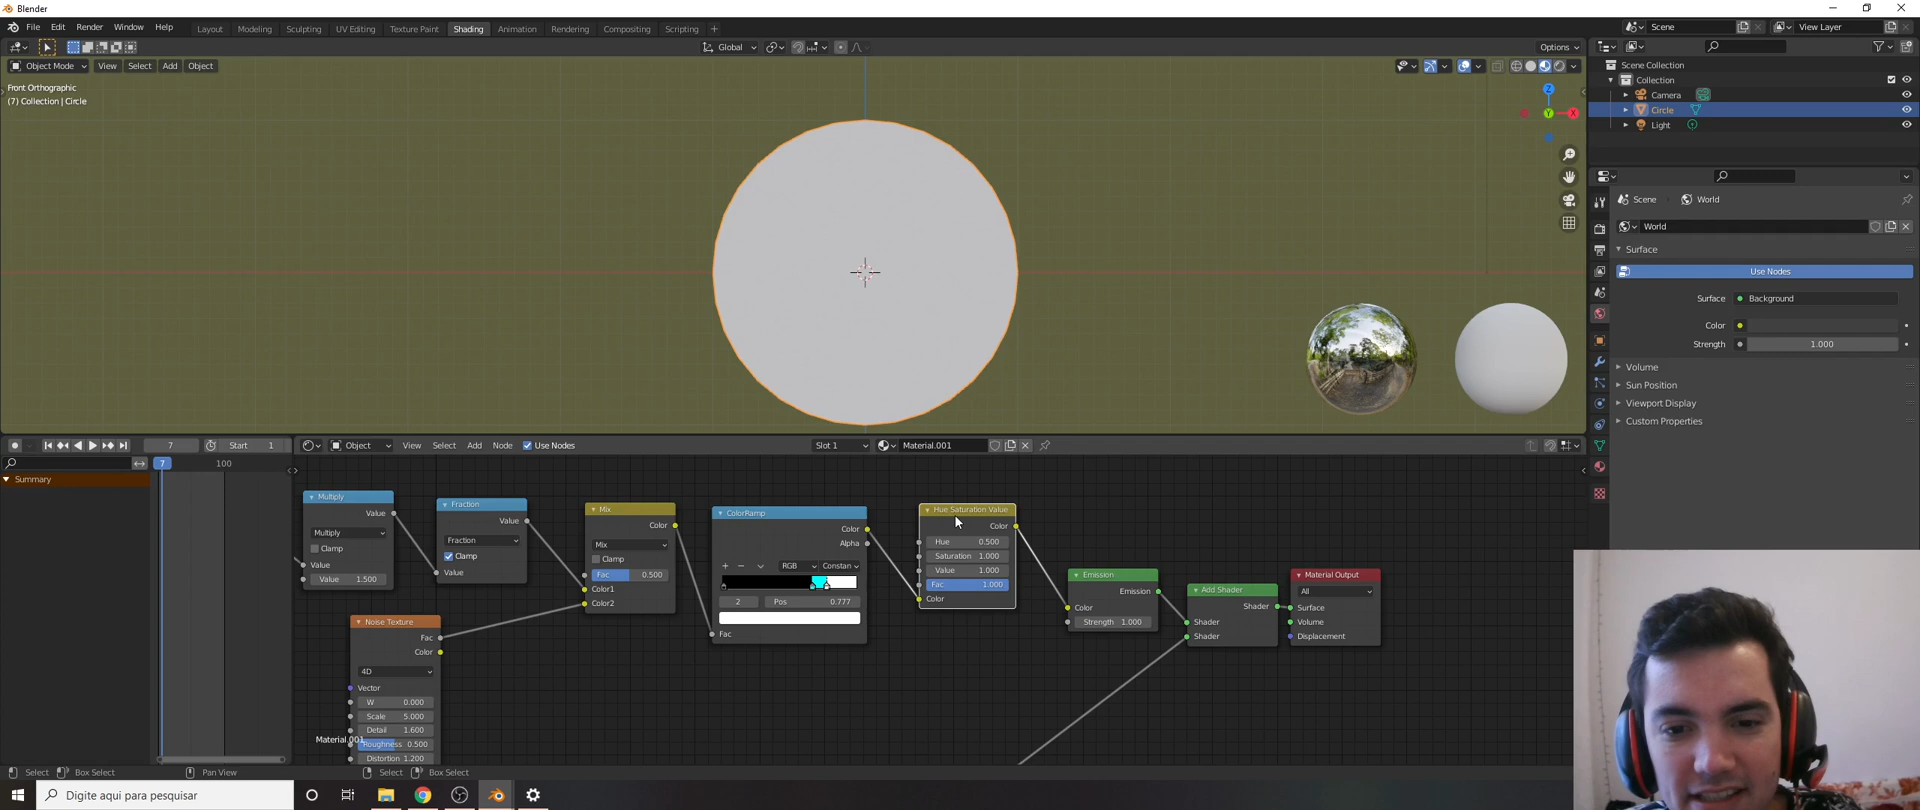 Blender
File Edit Render Window Help
Layout Modeling Sculpting UV Editing Texture Paint Shading Animation Rendering Compositing Scripting +
Scene
View Layer
Global
Options
Object Mode View Select Add Object
Front Orthographic
(7) Collection | Circle
Z
Y
X
Scene Collection
Collection
Camera
Circle
Light
Scene World
World
Surface
Use Nodes
Surface Background
Color
Strength 1.000
Volume
Sun Position
Viewport Display
Custom Properties
7 Start 1
Object View Select Add Node Use Nodes Slot 1 Material.001
7 100
Summary
Multiply
Value
Multiply
Clamp
Value
Value 1.500
Fraction
Value
Fraction
Clamp
Value
Mix
Color
Mix
Clamp
Fac 0.500
Color1
Color2
ColorRamp
Color
Alpha
+ − RGB Constan
2 Pos 0.777
Fac
Hue Saturation Value
Color
Hue 0.500
Saturation 1.000
Value 1.000
Fac 1.000
Color
Emission
Emission
Color
Strength 1.000
Add Shader
Shader
Shader
Shader
Material Output
All
Surface
Volume
Displacement
Noise Texture
Fac
Color
4D
Vector
W 0.000
Scale 5.000
Detail 1.600
Roughness 0.500
Distortion 1.200
Material.001
Select Box Select Pan View Select Box Select
Digite aqui para pesquisar